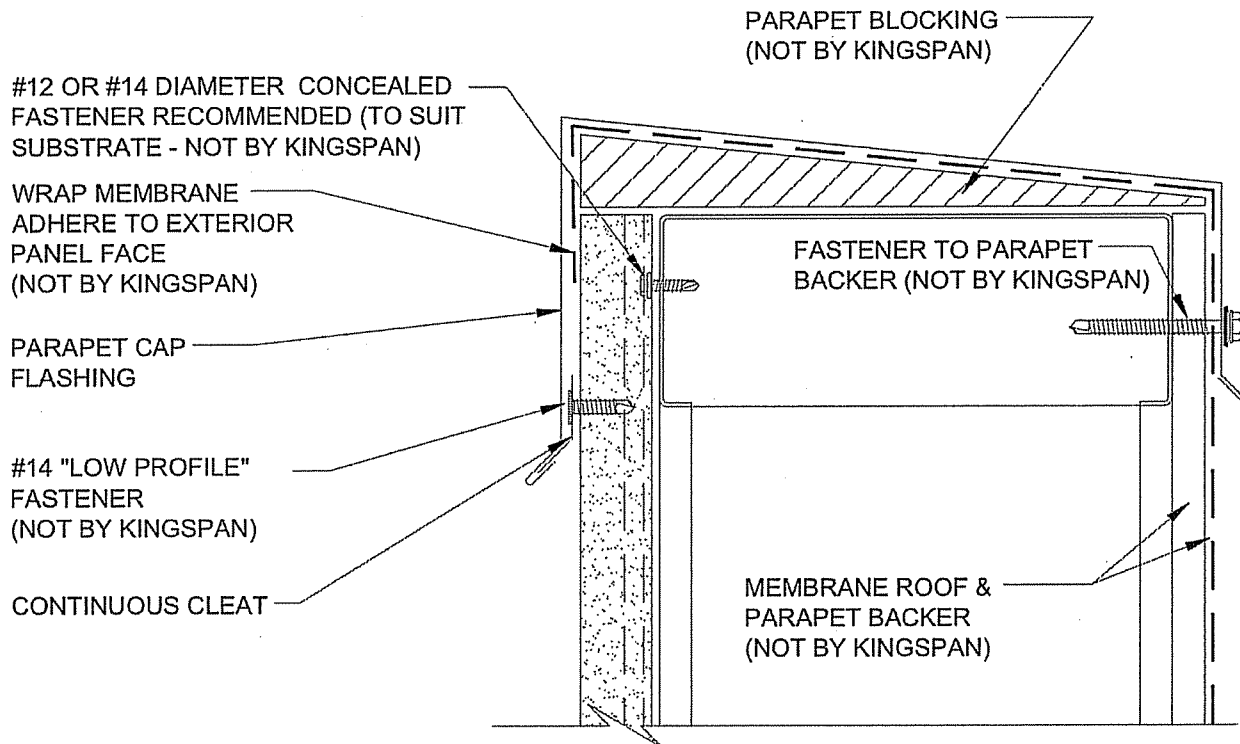 PARAPET BLOCKING
(NOT BY KINGSPAN)
#12 OR #14 DIAMETER CONCEALED
FASTENER RECOMMENDED (TO SUIT
SUBSTRATE - NOT BY KINGSPAN)
WRAP MEMBRANE
ADHERE TO EXTERIOR
PANEL FACE
(NOT BY KINGSPAN)
FASTENER TO PARAPET
BACKER (NOT BY KINGSPAN)
PARAPET CAP
FLASHING
#14 "LOW PROFILE"
FASTENER
(NOT BY KINGSPAN)
CONTINUOUS CLEAT
MEMBRANE ROOF &
PARAPET BACKER
(NOT BY KINGSPAN)